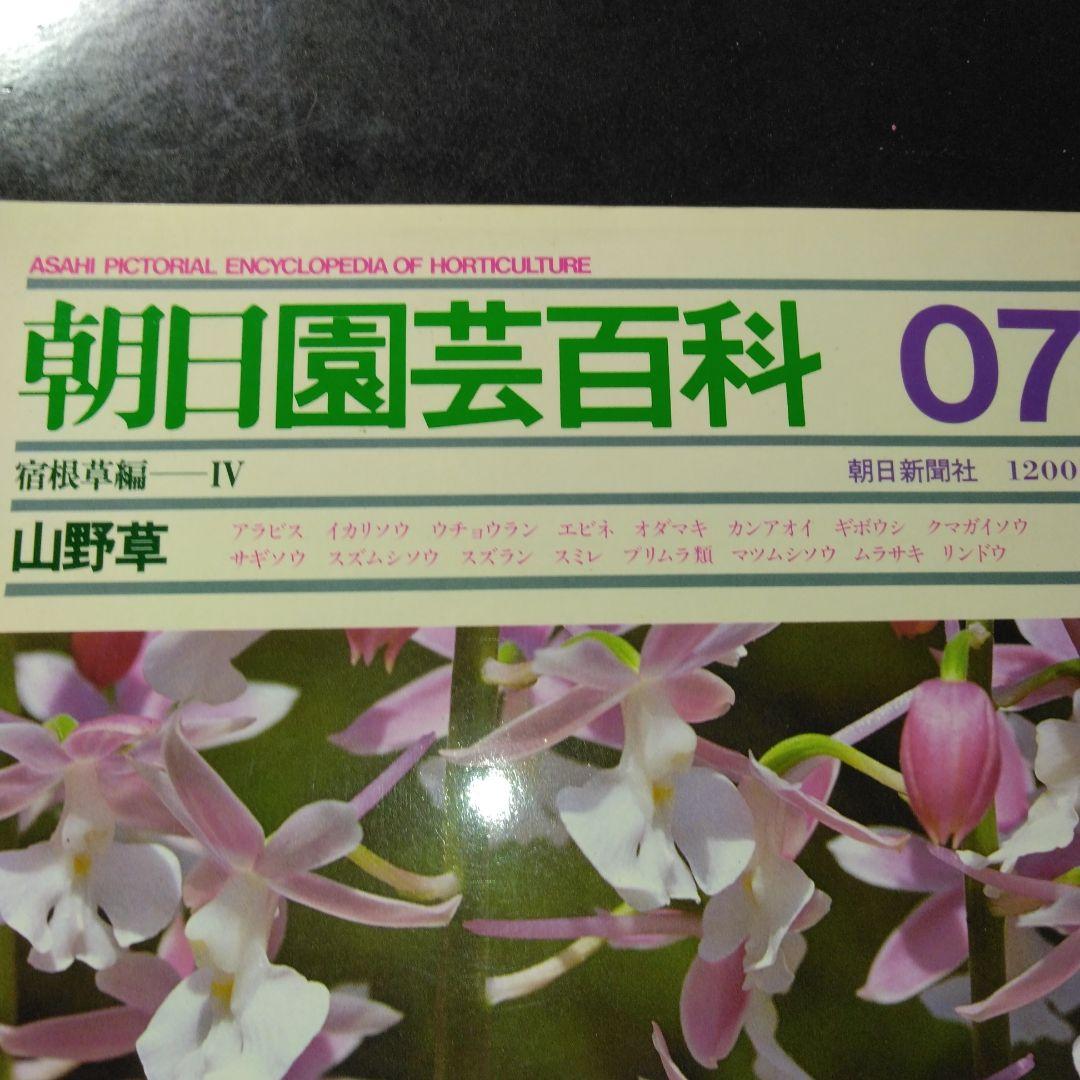 ASAHI PICTORIAL ENCYCLOPEDIA OF HORTICULTURE
朝日園芸百科 07
宿根草編——IV 朝日新聞社 1200
山野草
アラビス イカリソウ ウチョウラン エビネ オダマキ カンアオイ ギボウシ クマガイソウ
サギソウ スズムシソウ スズラン スミレ プリムラ類 マツムシソウ ムラサキ リンドウ